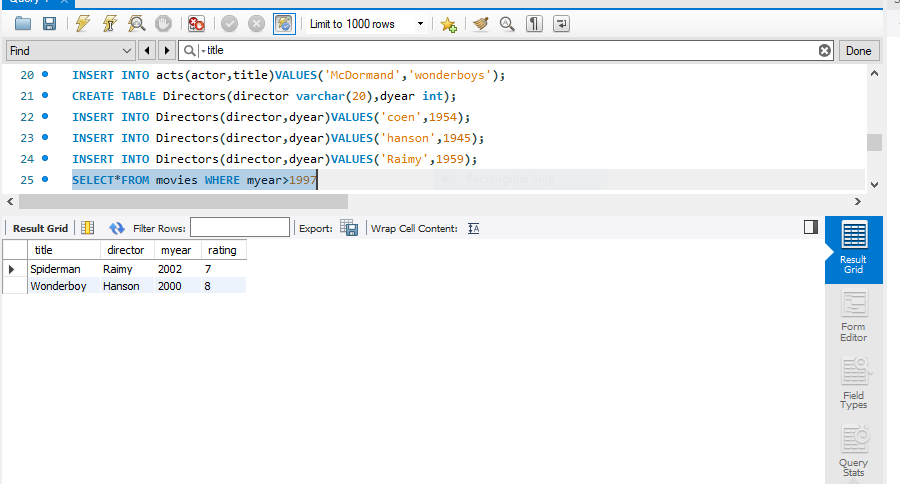 Query 1
Limit to 1000 rows
Find
title
Done
20 INSERT INTO acts(actor,title)VALUES('McDormand','wonderboys');
21 CREATE TABLE Directors(director varchar(20),dyear int);
22 INSERT INTO Directors(director,dyear)VALUES('coen',1954);
23 INSERT INTO Directors(director,dyear)VALUES('hanson',1945);
24 INSERT INTO Directors(director,dyear)VALUES('Raimy',1959);
25 SELECT*FROM movies WHERE myear>1997
Result Grid Filter Rows: Export: Wrap Cell Content:
title director myear rating
Spiderman Raimy 2002 7
Wonderboy Hanson 2000 8
Result
Grid
Form
Editor
Field
Types
Query
Stats